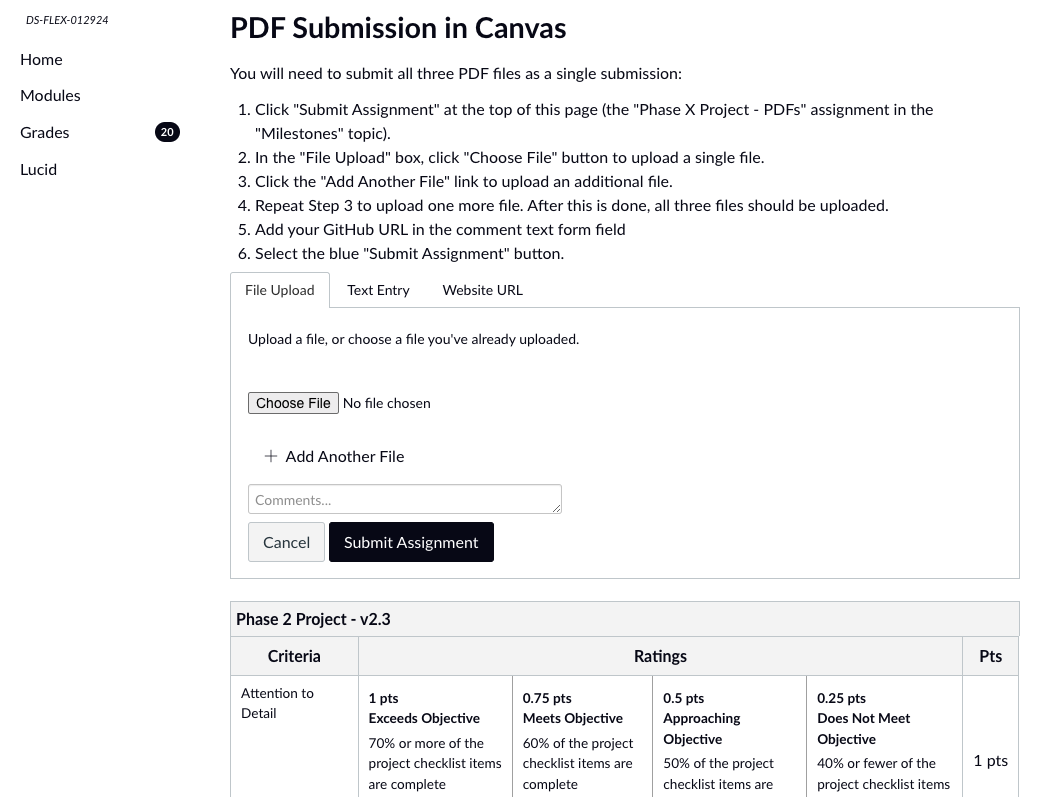 DS-FLEX-012924
Home
Modules
Grades 20
Lucid
PDF Submission in Canvas
You will need to submit all three PDF files as a single submission:
1. Click "Submit Assignment" at the top of this page (the "Phase X Project - PDFs" assignment in the
"Milestones" topic).
2. In the "File Upload" box, click "Choose File" button to upload a single file.
3. Click the "Add Another File" link to upload an additional file.
4. Repeat Step 3 to upload one more file. After this is done, all three files should be uploaded.
5. Add your GitHub URL in the comment text form field
6. Select the blue "Submit Assignment" button.
File Upload Text Entry Website URL
Upload a file, or choose a file you've already uploaded.
Choose File No file chosen
+ Add Another File
Comments...
Cancel Submit Assignment
Phase 2 Project - v2.3
Criteria Ratings Pts
Attention to
Detail
1 pts
Exceeds Objective
70% or more of the
project checklist items
are complete
0.75 pts
Meets Objective
60% of the project
checklist items are
complete
0.5 pts
Approaching
Objective
50% of the project
checklist items are
0.25 pts
Does Not Meet
Objective
40% or fewer of the
project checklist items
1 pts